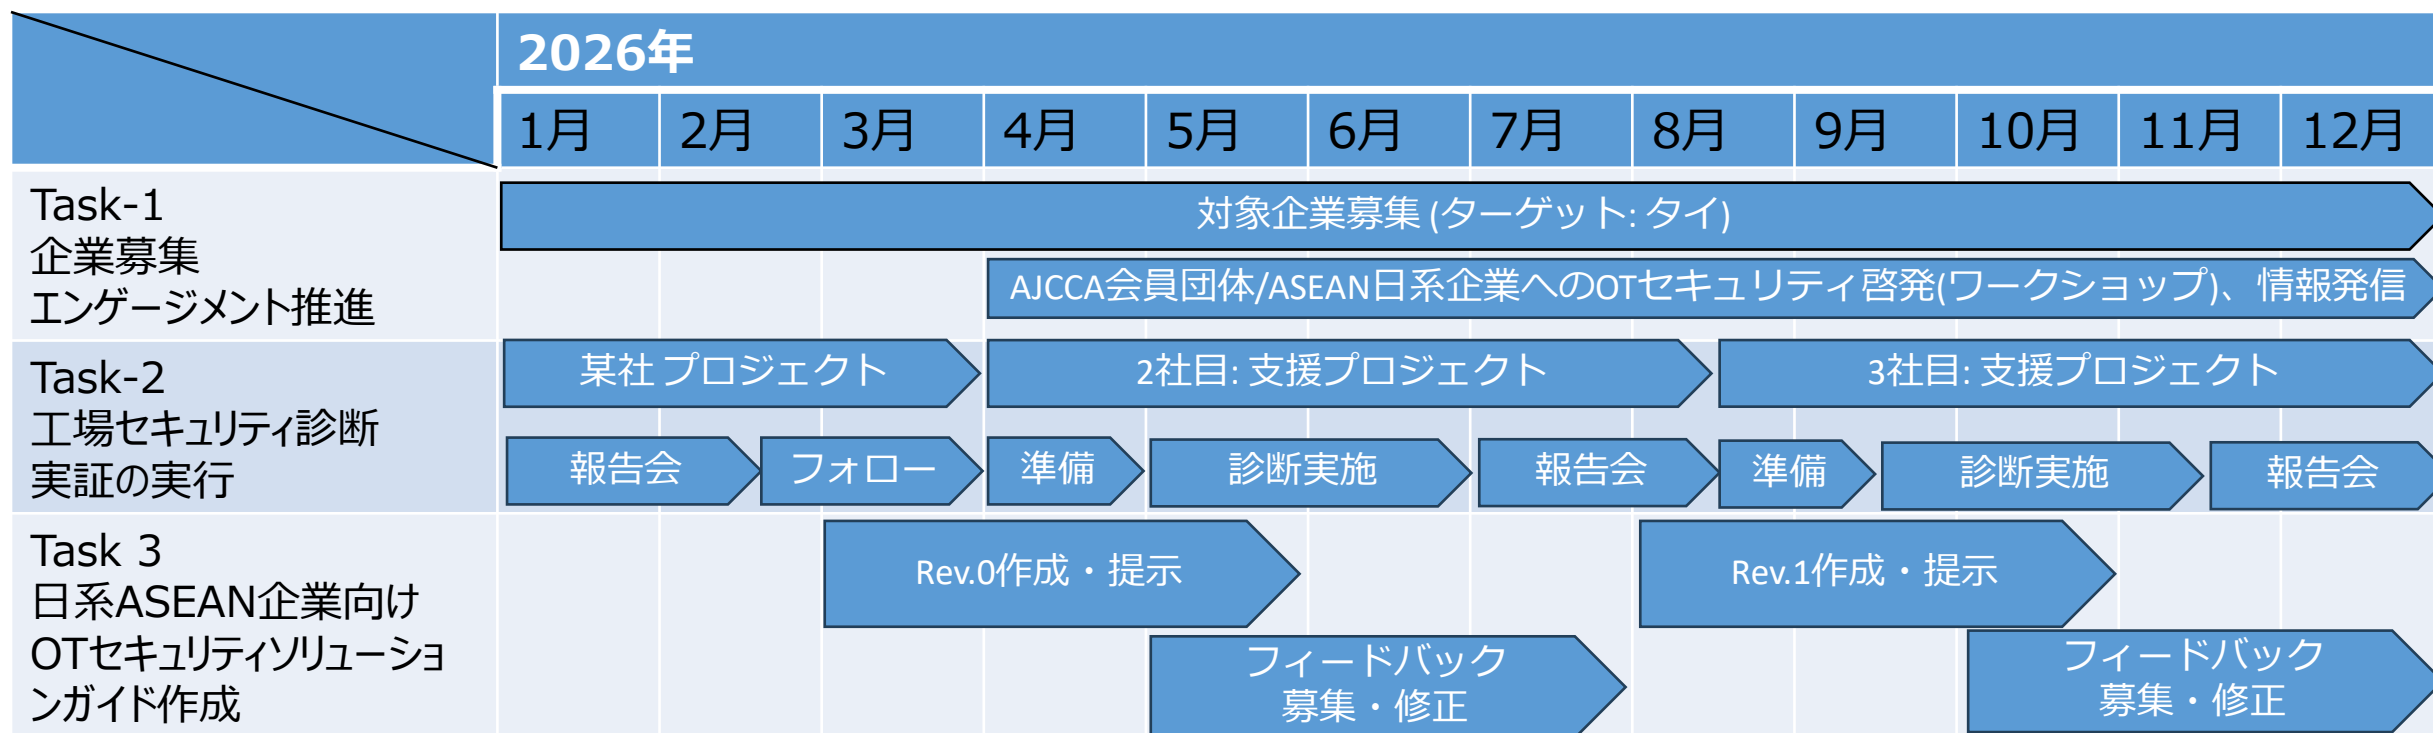 2026年
1月 2月 3月 4月 5月 6月 7月 8月 9月 10月 11月 12月
Task-1
企業募集
エンゲージメント推進
対象企業募集 (ターゲット: タイ)
AJCCA会員団体/ASEAN日系企業へのOTセキュリティ啓発(ワークショップ)、情報発信
Task-2
工場セキュリティ診断
実証の実行
某社 プロジェクト
2社目: 支援プロジェクト
3社目: 支援プロジェクト
報告会
フォロー
準備
診断実施
報告会
準備
診断実施
報告会
Task 3
日系ASEAN企業向け
OTセキュリティソリューショ
ンガイド作成
Rev.0作成・提示
Rev.1作成・提示
フィードバック
募集・修正
フィードバック
募集・修正